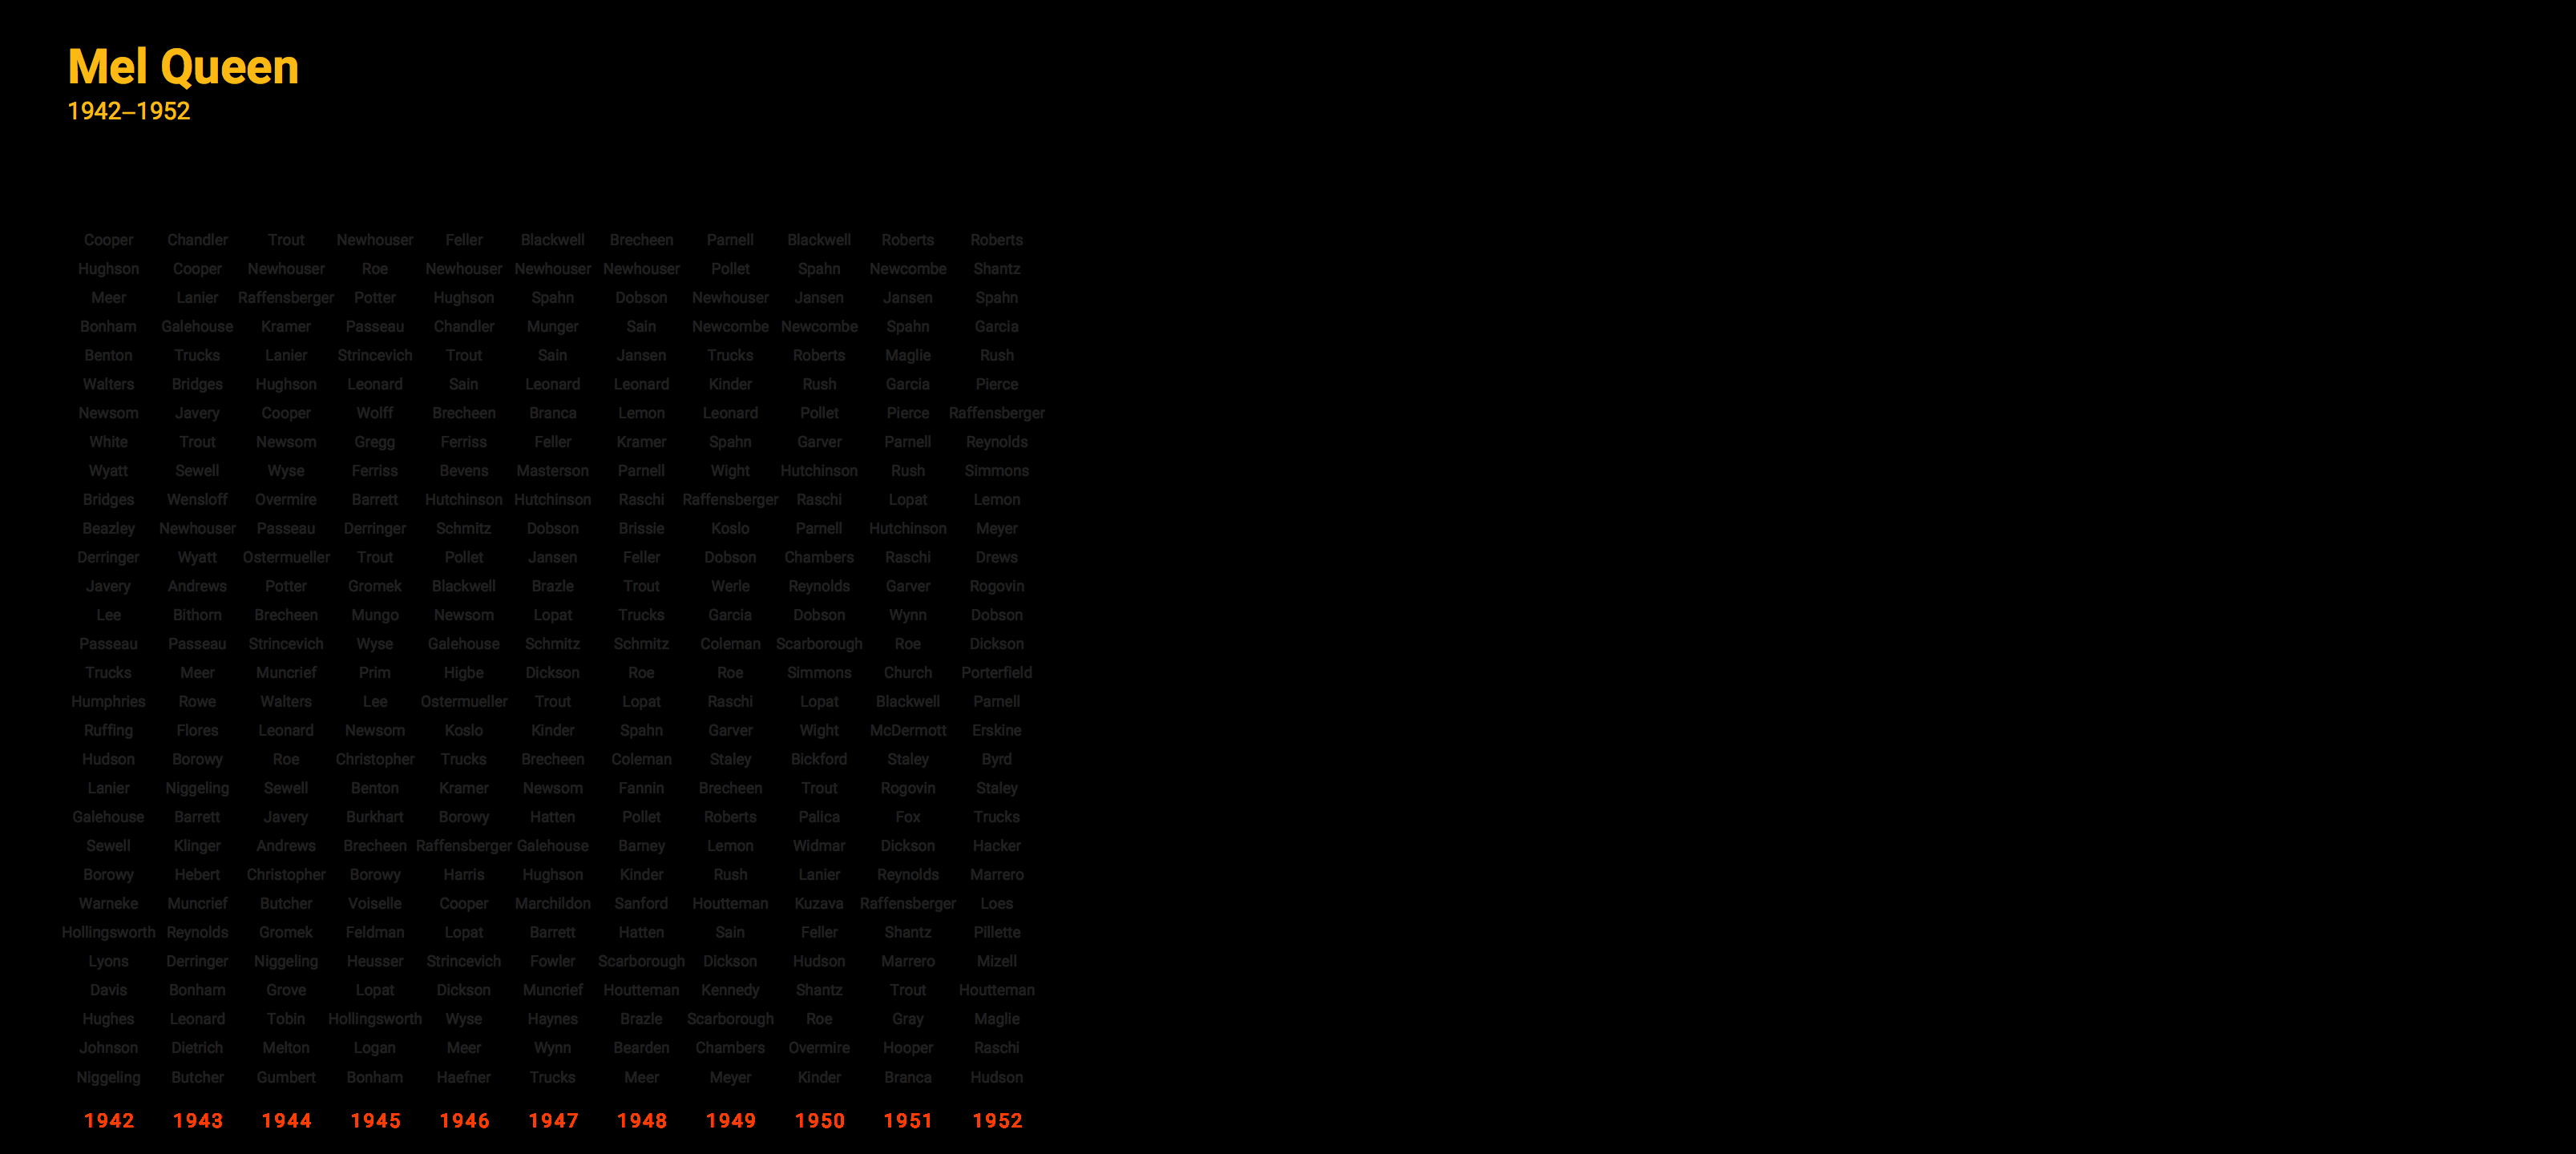 Mel Queen
1942–1952
Cooper Chandler Trout Newhouser Feller Blackwell Brecheen Parnell Blackwell Roberts Roberts
Hughson Cooper Newhouser Roe Newhouser Newhouser Newhouser Pollet Spahn Newcombe Shantz
Meer Lanier Raffensberger Potter Hughson Spahn Dobson Newhouser Jansen Jansen Spahn
Bonham Galehouse Kramer Passeau Chandler Munger Sain Newcombe Newcombe Spahn Garcia
Benton Trucks Lanier Strincevich Trout Sain Jansen Trucks Roberts Maglie Rush
Walters Bridges Hughson Leonard Sain Leonard Leonard Kinder Rush Garcia Pierce
Newsom Javery Cooper Wolff Brecheen Branca Lemon Leonard Pollet Pierce Raffensberger
White Trout Newsom Gregg Ferriss Feller Kramer Spahn Garver Parnell Reynolds
Wyatt Sewell Wyse Ferriss Bevens Masterson Parnell Wight Hutchinson Rush Simmons
Bridges Wensloff Overmire Barrett Hutchinson Hutchinson Raschi Raffensberger Raschi Lopat Lemon
Beazley Newhouser Passeau Derringer Schmitz Dobson Brissie Koslo Parnell Hutchinson Meyer
Derringer Wyatt Ostermueller Trout Pollet Jansen Feller Dobson Chambers Raschi Drews
Javery Andrews Potter Gromek Blackwell Brazle Trout Werle Reynolds Garver Rogovin
Lee Bithorn Brecheen Mungo Newsom Lopat Trucks Garcia Dobson Wynn Dobson
Passeau Passeau Strincevich Wyse Galehouse Schmitz Schmitz Coleman Scarborough Roe Dickson
Trucks Meer Muncrief Prim Higbe Dickson Roe Roe Simmons Church Porterfield
Humphries Rowe Walters Lee Ostermueller Trout Lopat Raschi Lopat Blackwell Parnell
Ruffing Flores Leonard Newsom Koslo Kinder Spahn Garver Wight McDermott Erskine
Hudson Borowy Roe Christopher Trucks Brecheen Coleman Staley Bickford Staley Byrd
Lanier Niggeling Sewell Benton Kramer Newsom Fannin Brecheen Trout Rogovin Staley
Galehouse Barrett Javery Burkhart Borowy Hatten Pollet Roberts Palica Fox Trucks
Sewell Klinger Andrews Brecheen Raffensberger Galehouse Barney Lemon Widmar Dickson Hacker
Borowy Hebert Christopher Borowy Harris Hughson Kinder Rush Lanier Reynolds Marrero
Warneke Muncrief Butcher Voiselle Cooper Marchildon Sanford Houtteman Kuzava Raffensberger Loes
Hollingsworth Reynolds Gromek Feldman Lopat Barrett Hatten Sain Feller Shantz Pillette
Lyons Derringer Niggeling Heusser Strincevich Fowler Scarborough Dickson Hudson Marrero Mizell
Davis Bonham Grove Lopat Dickson Muncrief Houtteman Kennedy Shantz Trout Houtteman
Hughes Leonard Tobin Hollingsworth Wyse Haynes Brazle Scarborough Roe Gray Maglie
Johnson Dietrich Melton Logan Meer Wynn Bearden Chambers Overmire Hooper Raschi
Niggeling Butcher Gumbert Bonham Haefner Trucks Meer Meyer Kinder Branca Hudson
1942 1943 1944 1945 1946 1947 1948 1949 1950 1951 1952